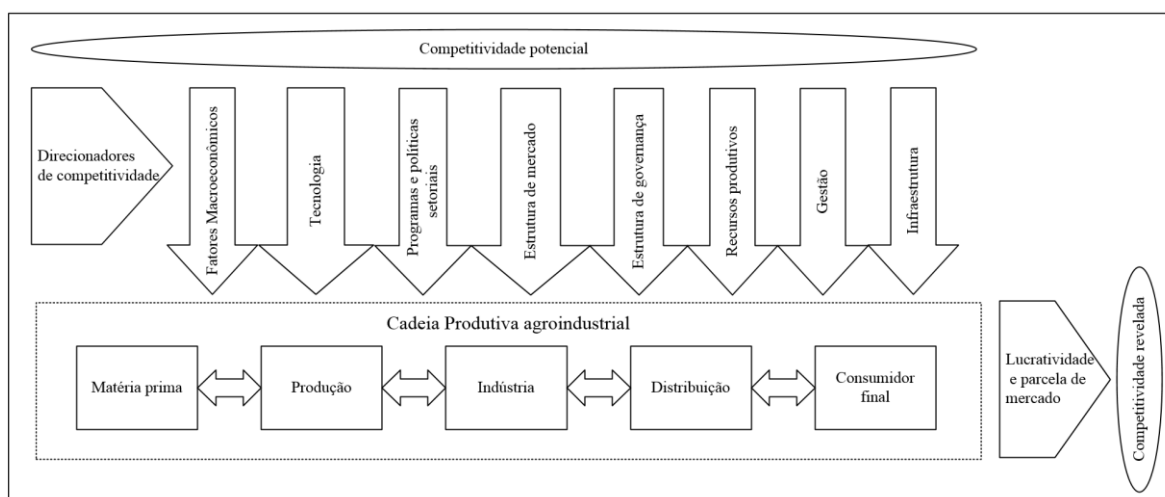 Competitividade potencial
Direcionadores
de competitividade
Fatores Macroeconômicos
Tecnologia
Programas e políticas
setoriais
Estrutura de mercado
Estrutura de governança
Recursos produtivos
Gestão
Infraestrutura
Cadeia Produtiva agroindustrial
Matéria prima
Produção
Indústria
Distribuição
Consumidor
final
Lucratividade
e parcela de
mercado
Competitividade revelada